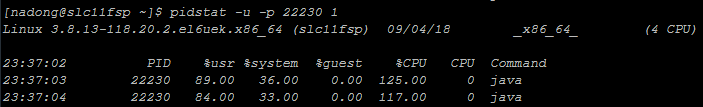 [nadong@slc11fsp ~]$ pidstat -u -p 22230 1
Linux 3.8.13-118.20.2.el6uek.x86_64 (slc11fsp) 09/04/18 _x86_64_ (4 CPU)
23:37:02 PID %usr %system %guest %CPU CPU Command
23:37:03 22230 89.00 36.00 0.00 125.00 0 java
23:37:04 22230 84.00 33.00 0.00 117.00 0 java